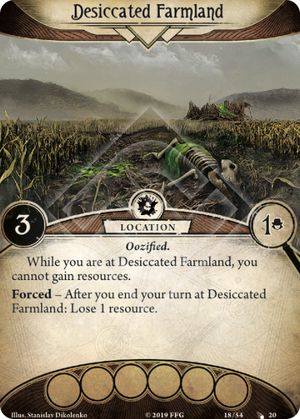 Desiccated Farmland
3
1
LOCATION
Oozified.
While you are at Desiccated Farmland, you
cannot gain resources.
Forced – After you end your turn at Desiccated
Farmland: Lose 1 resource.
Illus. Stanislav Dikolenko
© 2019 FFG
18/54
20